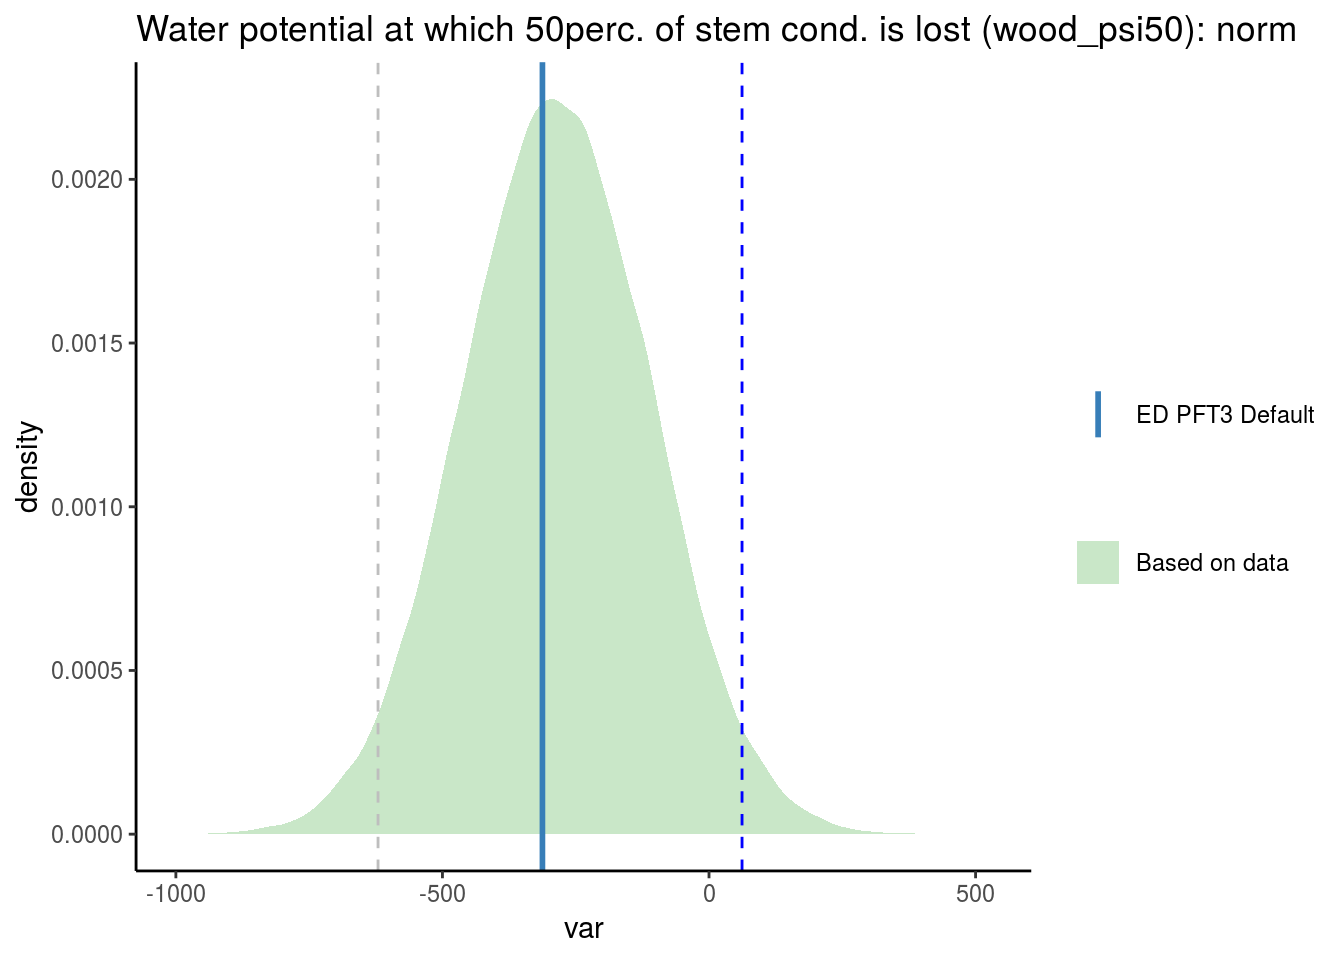 Water potential at which 50perc. of stem cond. is lost (wood_psi50): norm
0.0020
0.0015
0.0010
0.0005
0.0000
density
-1000
-500
0
500
var
ED PFT3 Default
Based on data